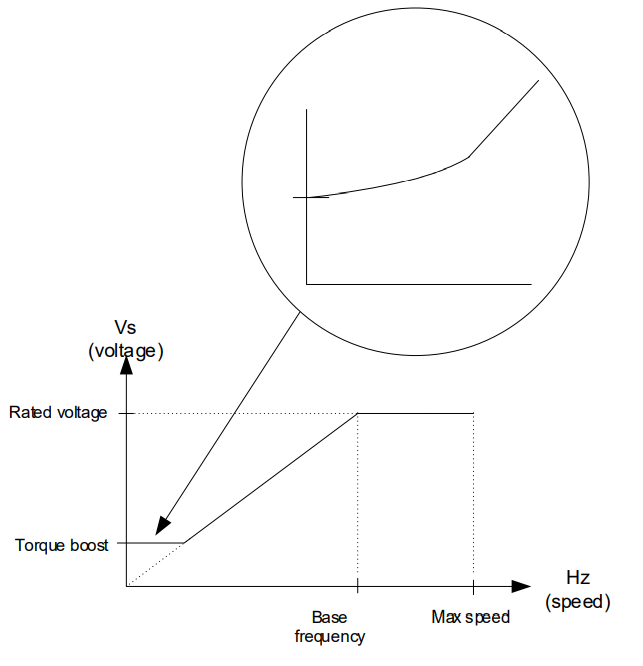 Vs
(voltage)
Rated voltage
Torque boost
Hz
(speed)
Base
frequency
Max speed